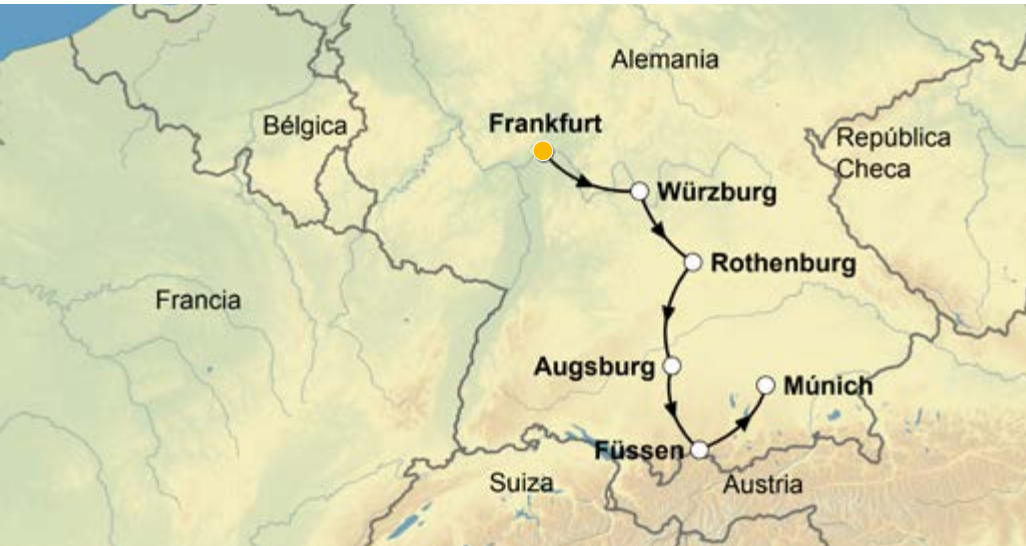 Alemania
Frankfurt
Bélgica
República
Checa
Würzburg
Rothenburg
Francia
Augsburg
Múnich
Füssen
Suiza
Austria